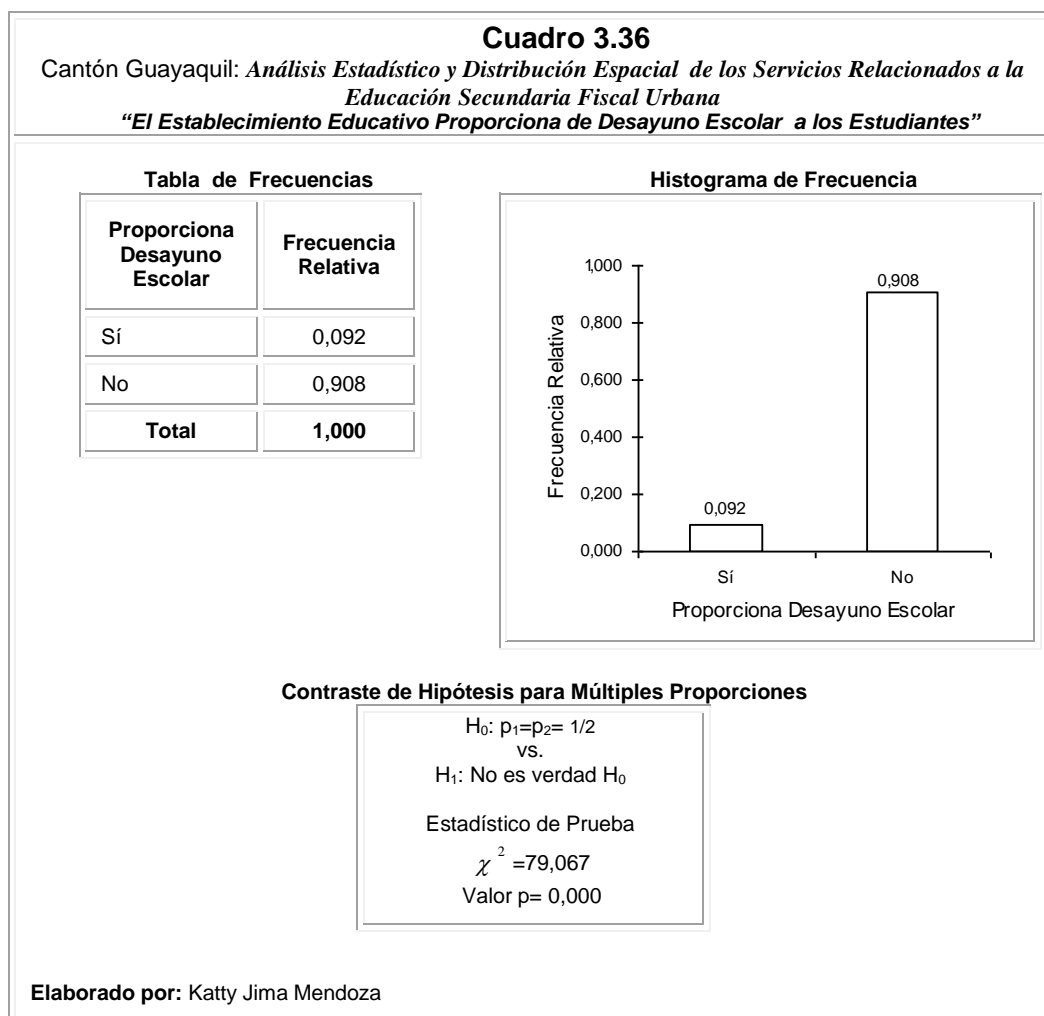 Cuadro 3.36
Cantón Guayaquil: Análisis Estadístico y Distribución Espacial de los Servicios Relacionados a la
Educación Secundaria Fiscal Urbana
“El Establecimiento Educativo Proporciona de Desayuno Escolar a los Estudiantes”
Tabla de Frecuencias
Proporciona
Desayuno
Escolar
Frecuencia
Relativa
Sí
0,092
No
0,908
Total
1,000
Histograma de Frecuencia
Frecuencia Relativa
1,000
0,800
0,600
0,400
0,200
0,000
0,092
0,908
Sí
No
Proporciona Desayuno Escolar
Contraste de Hipótesis para Múltiples Proporciones
H₀: p₁=p₂= 1/2
vs.
H₁: No es verdad H₀
Estadístico de Prueba
χ ² =79,067
Valor p= 0,000
Elaborado por: Katty Jima Mendoza